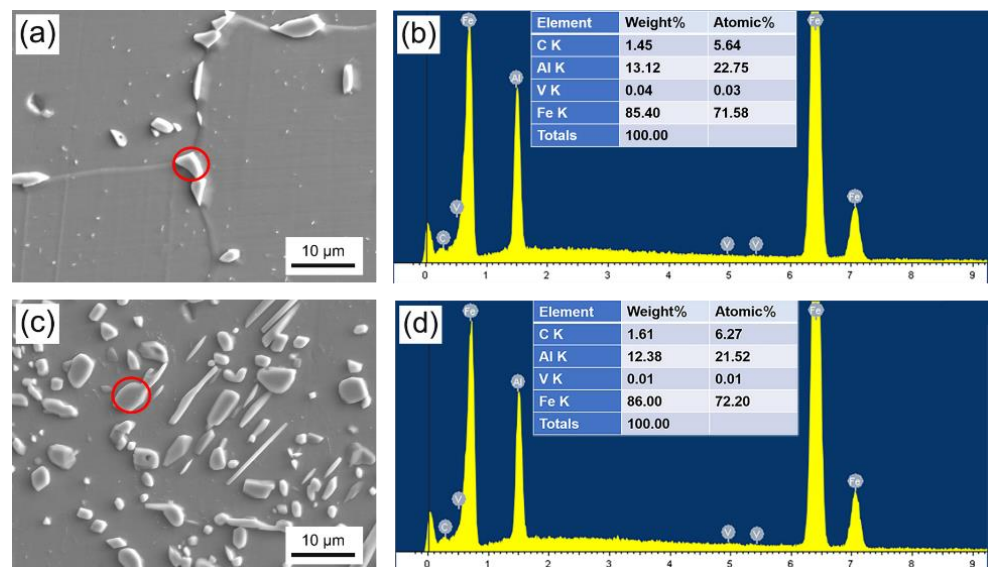 (a)
10 µm
(b)
Element Weight% Atomic%
C K 1.45 5.64
Al K 13.12 22.75
V K 0.04 0.03
Fe K 85.40 71.58
Totals 100.00
Fe
Al
V
C
V
V
Fe
Fe
0 1 2 3 4 5 6 7 8 9
(c)
10 µm
(d)
Element Weight% Atomic%
C K 1.61 6.27
Al K 12.38 21.52
V K 0.01 0.01
Fe K 86.00 72.20
Totals 100.00
Fe
Al
V
C
V
V
Fe
Fe
0 1 2 3 4 5 6 7 8 9